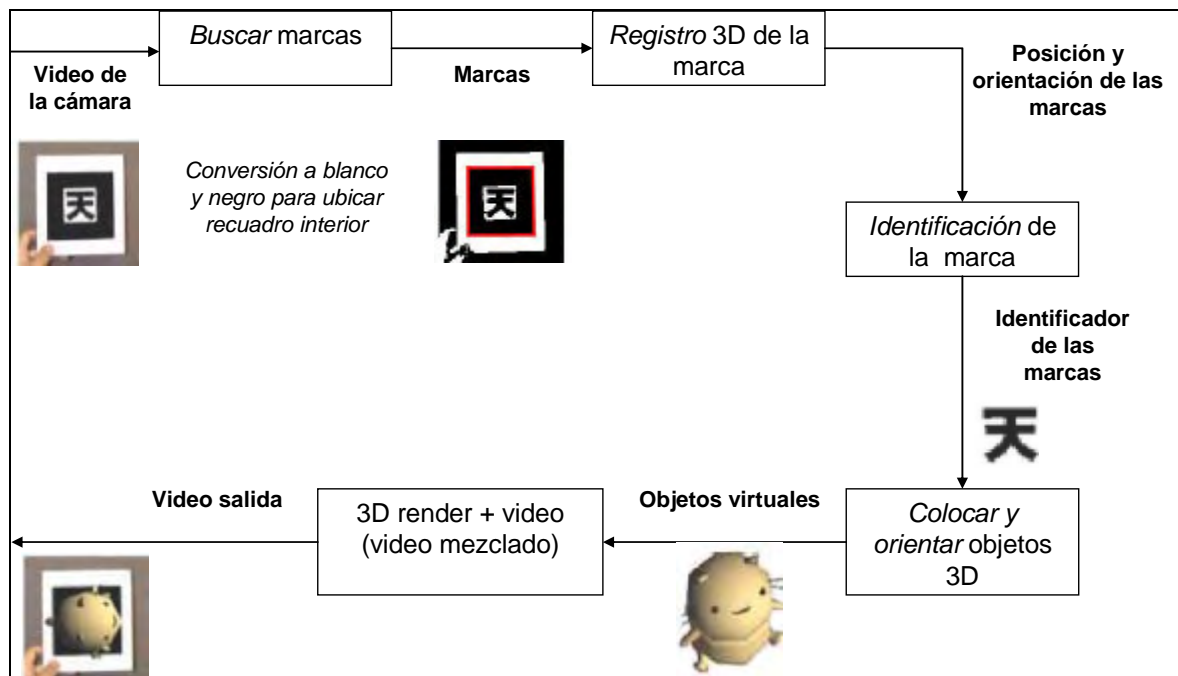 Buscar marcas
Video de
la cámara
Marcas
Registro 3D de la
marca
Posición y
orientación de las
marcas
天
Conversión a blanco
y negro para ubicar
recuadro interior
天
Identificación de
la marca
Identificador
de las
marcas
天
Colocar y
orientar objetos
3D
Objetos virtuales
3D render + video
(video mezclado)
Video salida